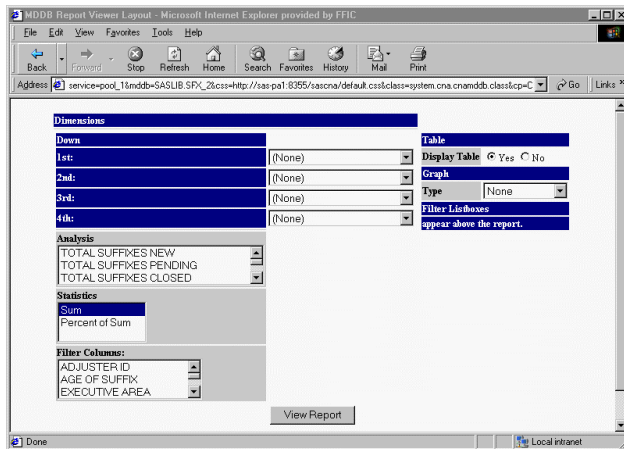 MDDB Report Viewer Layout - Microsoft Internet Explorer provided by FFIC
File Edit View Favorites Tools Help
Back Forward Stop Refresh Home Search Favorites History Mail Print
Address service=pool_1&mddb=SASLIB.SFX_2&css=http://sas-pa1:8355/sascna/default.css&class=system.cna.cnamddb.class&cp=C Go Links »
Dimensions
Down
1st: (None)
2nd: (None)
3rd: (None)
4th: (None)
Table
Display Table Yes No
Graph
Type None
Filter Listboxes
appear above the report.
Analysis
TOTAL SUFFIXES NEW
TOTAL SUFFIXES PENDING
TOTAL SUFFIXES CLOSED
Statistics
Sum
Percent of Sum
Filter Columns:
ADJUSTER ID
AGE OF SUFFIX
EXECUTIVE AREA
View Report
Done
Local intranet